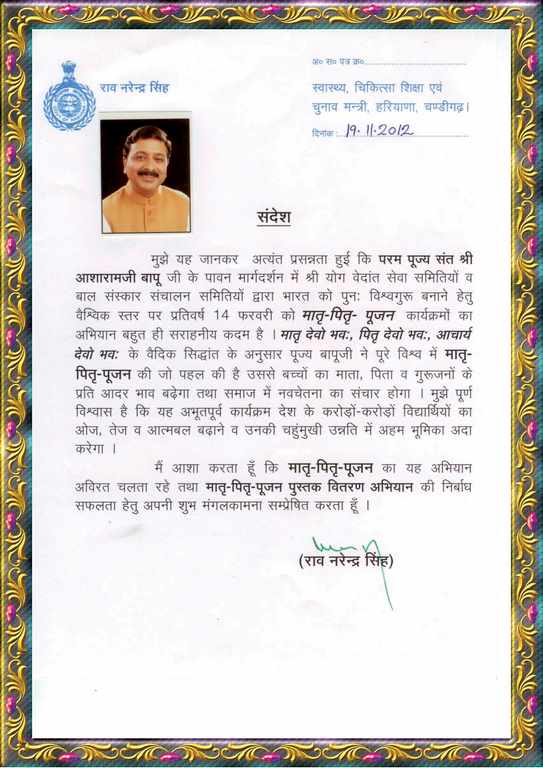 अ० स० पत्र क्र०
राव नरेन्द्र सिंह
स्वास्थ्य, चिकित्सा शिक्षा एवं
चुनाव मन्त्री, हरियाणा, चण्डीगढ़।
दिनांक : 19.11.2012
संदेश
मुझे यह जानकर अत्यंत प्रसन्नता हुई कि परम पूज्य संत श्री
आशारामजी बापू जी के पावन मार्गदर्शन में श्री योग वेदांत सेवा समितियों व
बाल संस्कार संचालन समितियों द्वारा भारत को पुनः विश्वगुरू बनाने हेतु
वैश्विक स्तर पर प्रतिवर्ष 14 फरवरी को मातृ-पितृ- पूजन कार्यक्रमों का
अभियान बहुत ही सराहनीय कदम है । मातृ देवो भवः, पितृ देवो भवः, आचार्य
देवो भवः के वैदिक सिद्वांत के अनुसार पूज्य बापूजी ने पूरे विश्व में मातृ-
पितृ-पूजन की जो पहल की है उससे बच्चों का माता, पिता व गुरूजनों के
प्रति आदर भाव बढ़ेगा तथा समाज में नवचेतना का संचार होगा । मुझे पूर्ण
विश्वास है कि यह अभूतपूर्व कार्यक्रम देश के करोड़ों-करोड़ों विद्यार्थियों का
ओज, तेज व आत्मबल बढ़ाने व उनकी चहुंमुखी उन्नति में अहम भूमिका अदा
करेगा ।
मैं आशा करता हूँ कि मातृ-पितृ-पूजन का यह अभियान
अविरत चलता रहे तथा मातृ-पितृ-पूजन पुस्तक वितरण अभियान की निर्बाघ
सफलता हेतु अपनी शुभ मंगलकामना सम्प्रेषित करता हूँ ।
(राव नरेन्द्र सिंह)